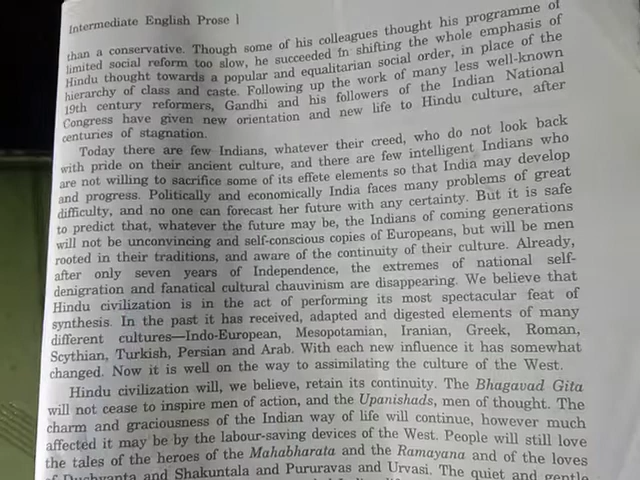 Intermediate English Prose |
than a conservative. Though some of his colleagues thought his programme of
limited social reform too slow, he succeeded in shifting the whole emphasis of
Hindu thought towards a popular and equalitarian social order, in place of the
hierarchy of class and caste. Following up the work of many less well-known
19th century reformers, Gandhi and his followers of the Indian National
Congress have given new orientation and new life to Hindu culture, after
centuries of stagnation.
Today there are few Indians, whatever their creed, who do not look back
with pride on their ancient culture, and there are few intelligent Indians who
are not willing to sacrifice some of its effete elements so that India may develop
and progress. Politically and economically India faces many problems of great
difficulty, and no one can forecast her future with any certainty. But it is safe
to predict that, whatever the future may be, the Indians of coming generations
will not be unconvincing and self-conscious copies of Europeans, but will be men
rooted in their traditions, and aware of the continuity of their culture. Already,
after only seven years of Independence, the extremes of national self-
denigration and fanatical cultural chauvinism are disappearing. We believe that
Hindu civilization is in the act of performing its most spectacular feat of
synthesis. In the past it has received, adapted and digested elements of many
different cultures—Indo-European, Mesopotamian, Iranian, Greek, Roman,
Scythian, Turkish, Persian and Arab. With each new influence it has somewhat
changed. Now it is well on the way to assimilating the culture of the West.
Hindu civilization will, we believe, retain its continuity. The Bhagavad Gita
will not cease to inspire men of action, and the Upanishads, men of thought. The
charm and graciousness of the Indian way of life will continue, however much
affected it may be by the labour-saving devices of the West. People will still love
the tales of the heroes of the Mahabharata and the Ramayana and of the loves
of Dushyanta and Shakuntala and Pururavas and Urvasi. The quiet and gentle